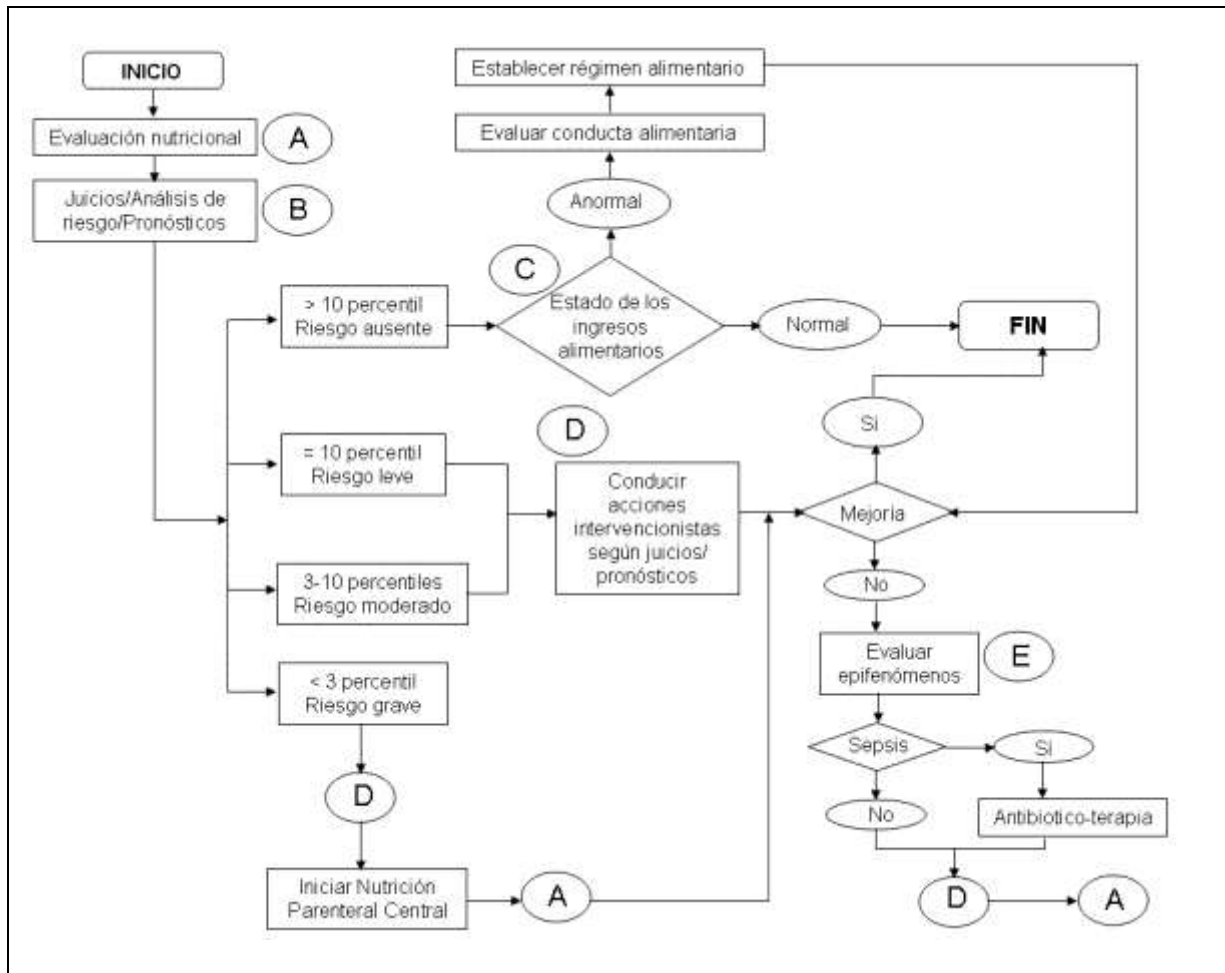 INICIO
Evaluación nutricional
A
Juicios/Análisis de
riesgo/Pronósticos
B
Establecer régimen alimentario
Evaluar conducta alimentaria
Anormal
C
> 10 percentil
Riesgo ausente
Estado de los
ingresos
alimentarios
Normal
FIN
Si
D
= 10 percentil
Riesgo leve
Conducir
acciones
intervencionistas
según juicios/
pronósticos
Mejoría
3-10 percentiles
Riesgo moderado
No
Evaluar
epifenómenos
E
< 3 percentil
Riesgo grave
Sepsis
Si
D
No
Antibiotico-terapia
Iniciar Nutrición
Parenteral Central
A
D
A